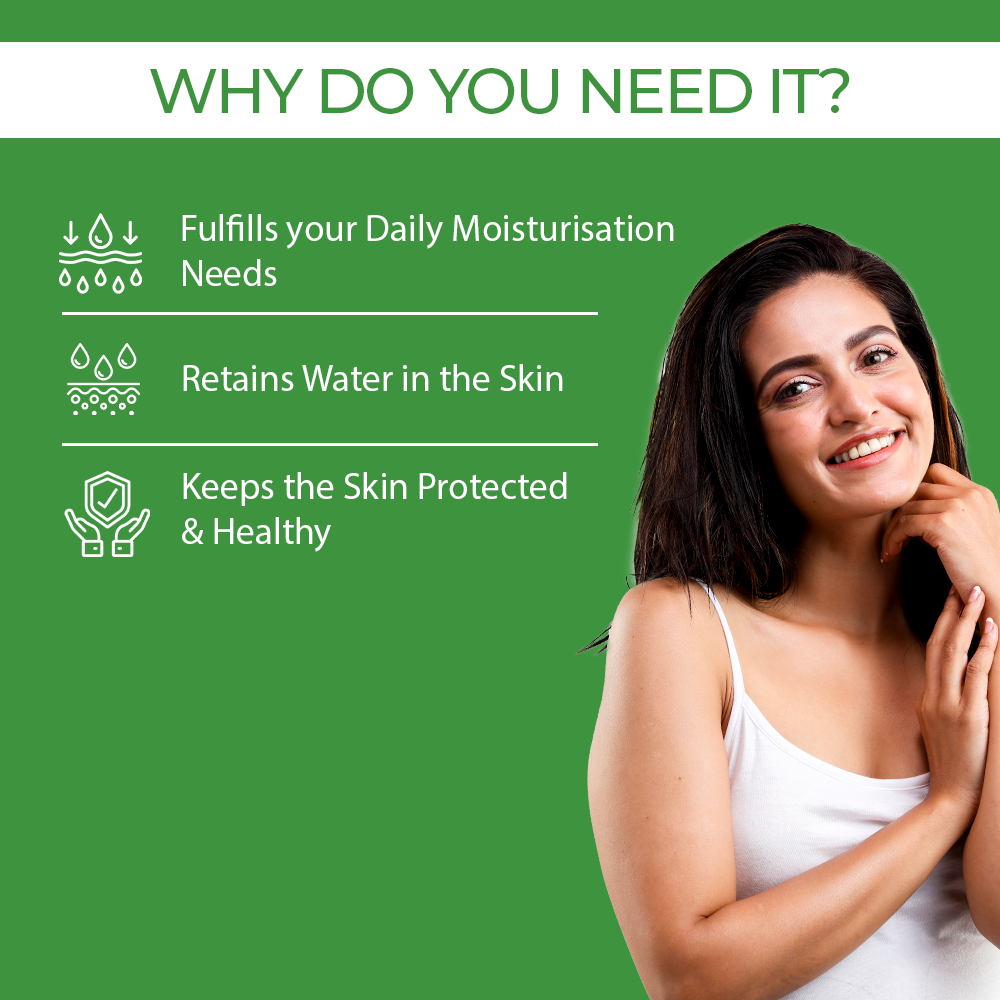 WHY DO YOU NEED IT?
Fulfills your Daily Moisturisation
Needs
Retains Water in the Skin
Keeps the Skin Protected
& Healthy